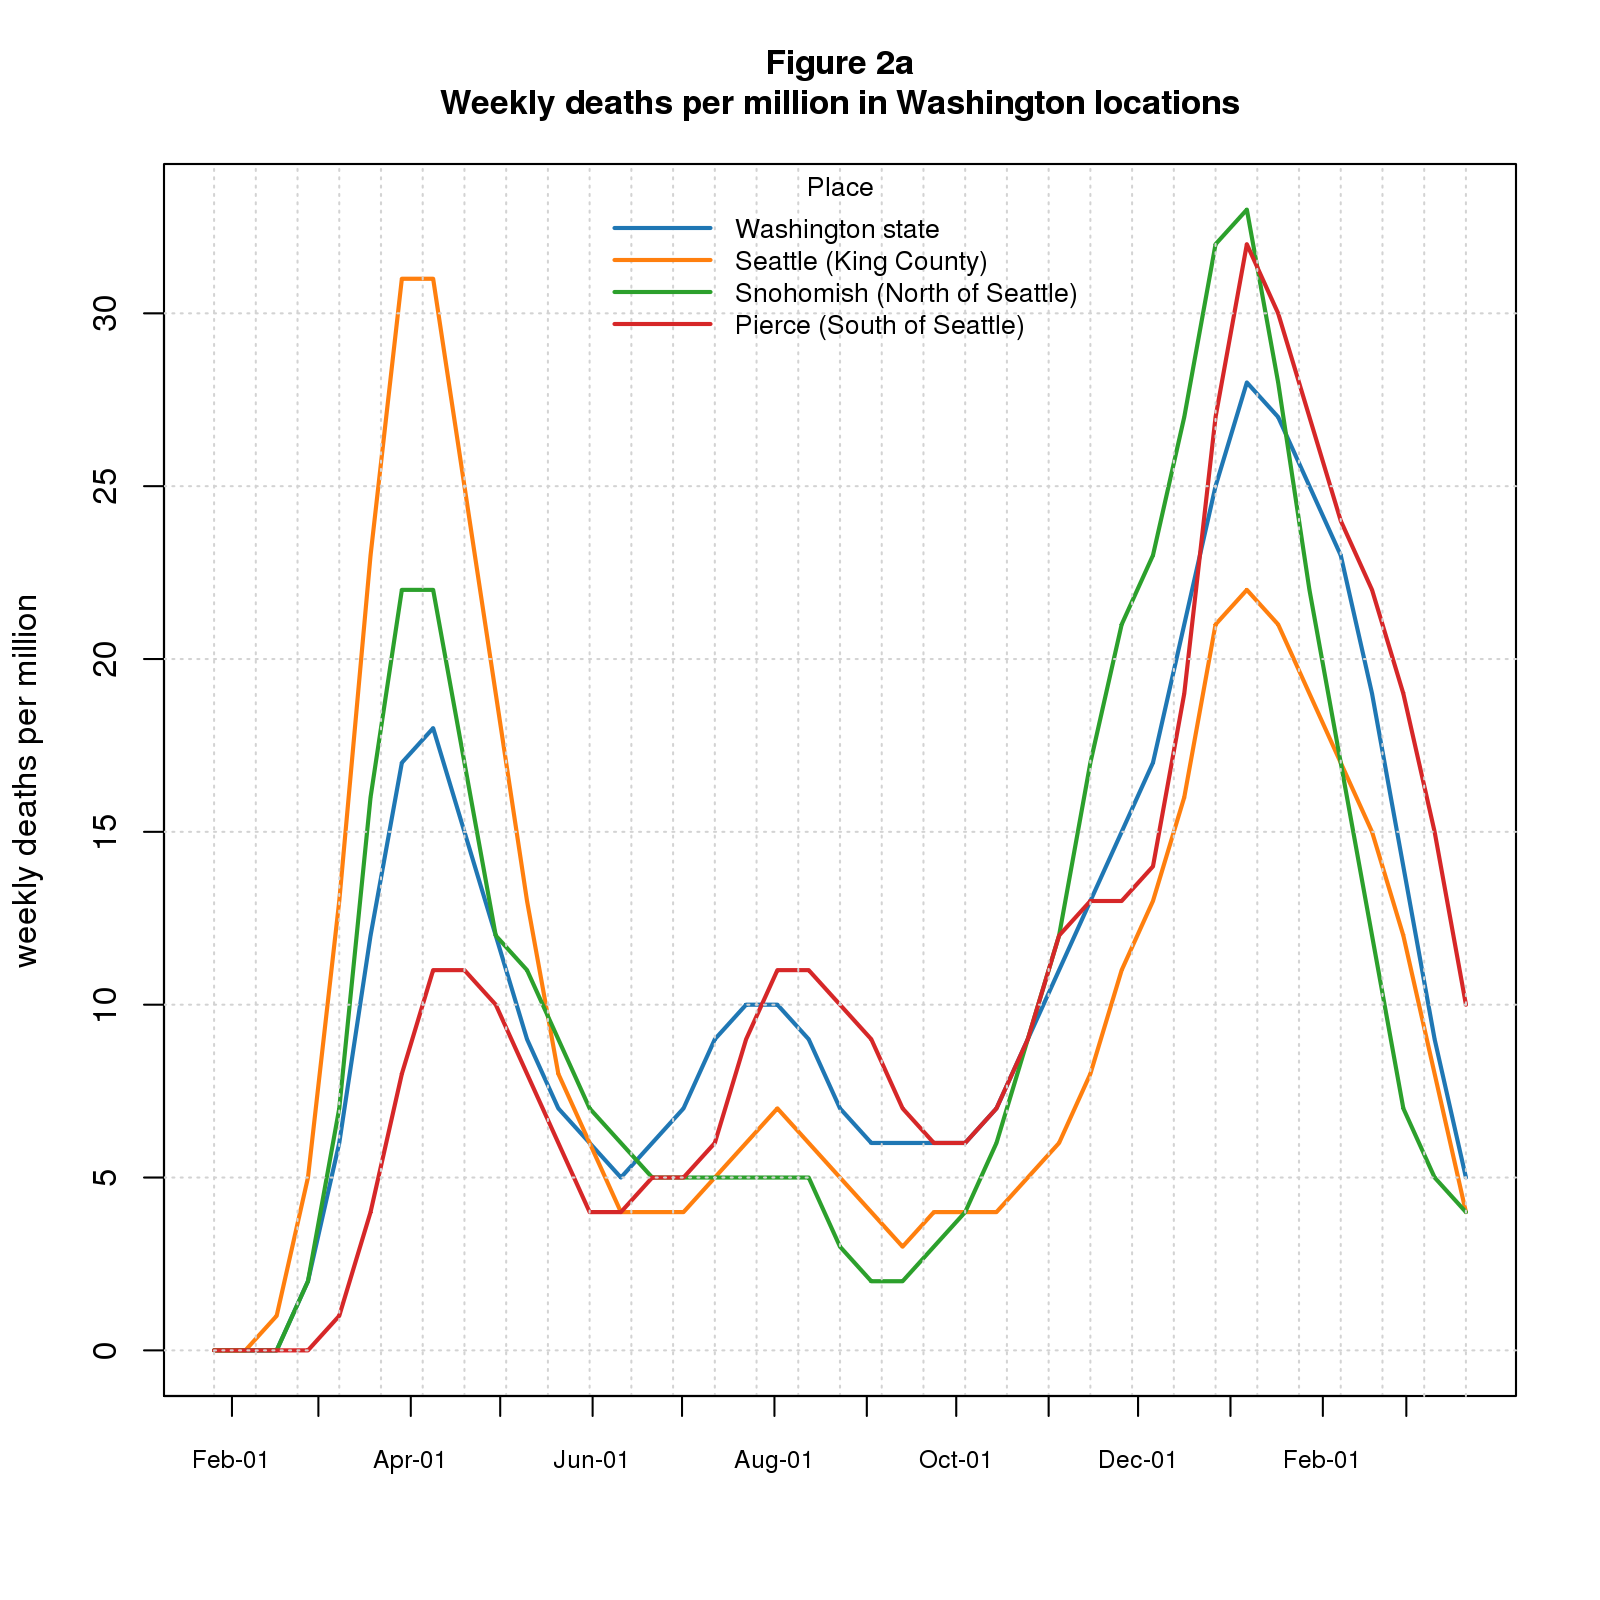 Figure 2a
Weekly deaths per million in Washington locations
Place
Washington state
Seattle (King County)
Snohomish (North of Seattle)
Pierce (South of Seattle)
weekly deaths per million
30
25
20
15
10
5
0
Feb-01 Apr-01 Jun-01 Aug-01 Oct-01 Dec-01 Feb-01